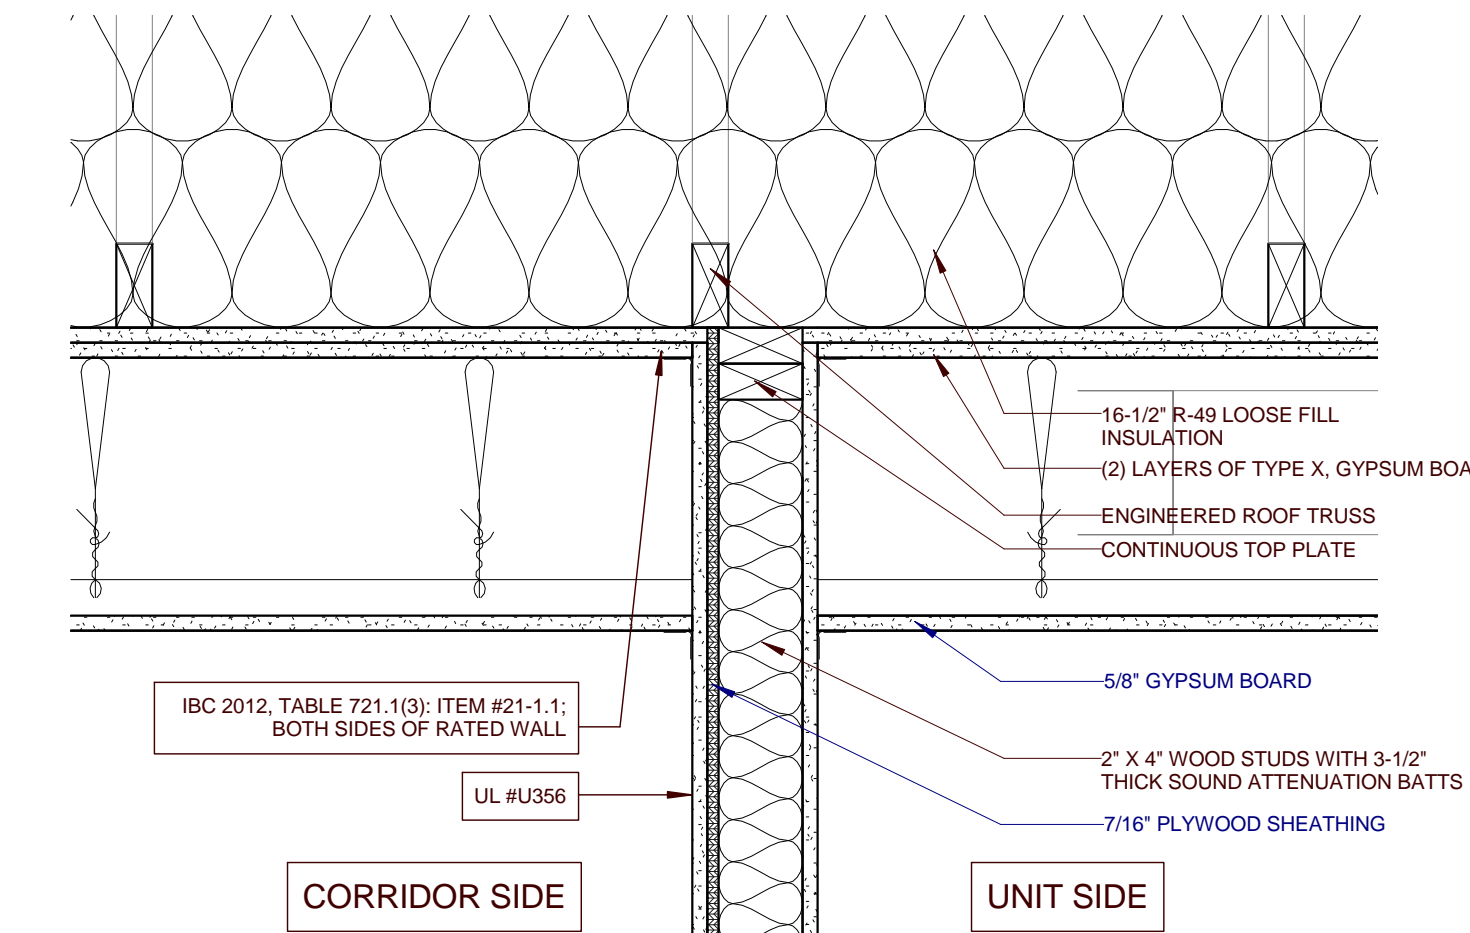 16-1/2" R-49 LOOSE FILL
INSULATION
(2) LAYERS OF TYPE X, GYPSUM
ENGINEERED ROOF TRUSS
CONTINUOUS TOP PLATE
5/8" GYPSUM BOARD
IBC 2012, TABLE 721.1(3): ITEM #21-1.1;
BOTH SIDES OF RATED WALL
2" X 4" WOOD STUDS WITH 3-1/2"
THICK SOUND ATTENUATION BATTS
UL #U356
7/16" PLYWOOD SHEATHING
CORRIDOR SIDE
UNIT SIDE